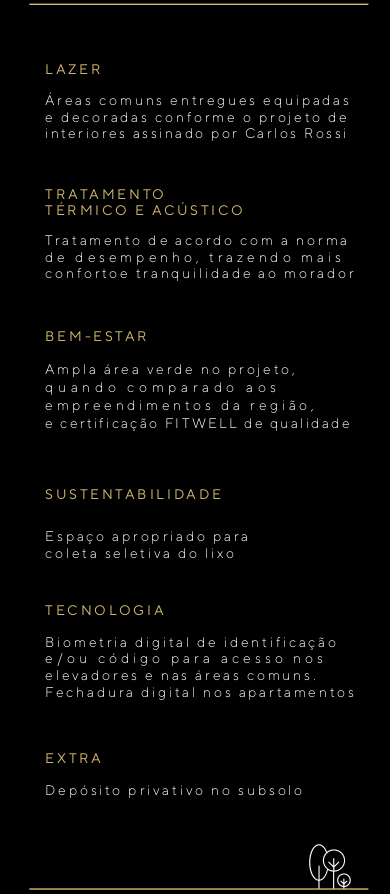 LAZER
Áreas comuns entregues equipadas
e decoradas conforme o projeto de
interiores assinado por Carlos Rossi
TRATAMENTO
TÉRMICO E ACÚSTICO
Tratamento de acordo com a norma
de desempenho, trazendo mais
confortoe tranquilidade ao morador
BEM-ESTAR
Ampla área verde no projeto,
quando comparado aos
empreendimentos da região,
e certificação FITWELL de qualidade
SUSTENTABILIDADE
Espaço apropriado para
coleta seletiva do lixo
TECNOLOGIA
Biometria digital de identificação
e/ou código para acesso nos
elevadores e nas áreas comuns.
Fechadura digital nos apartamentos
EXTRA
Depósito privativo no subsolo